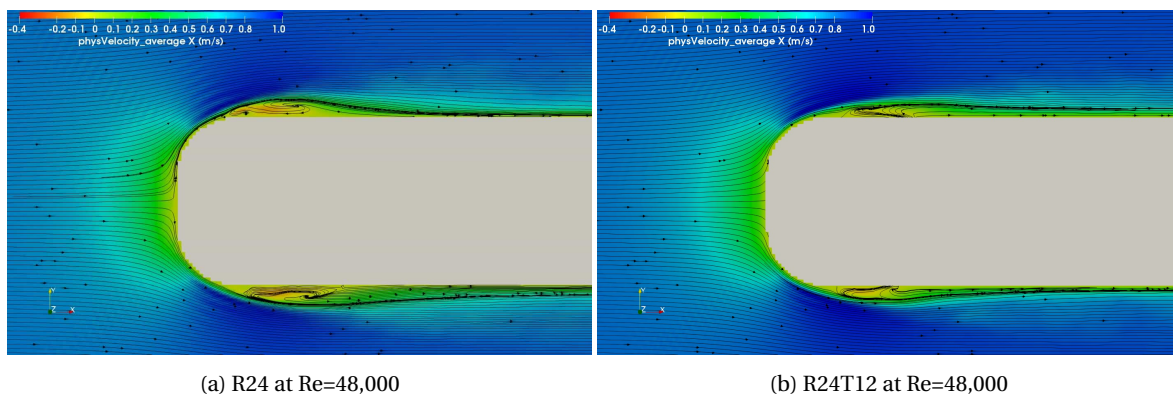 -0.4 -0.2 -0.1 0 0.1 0.2 0.3 0.4 0.5 0.6 0.7 0.8 1.0
physVelocity_average X (m/s)
Y
Z X
-0.4 -0.2 -0.1 0 0.1 0.2 0.3 0.4 0.5 0.6 0.7 0.8 1.0
physVelocity_average X (m/s)
Y
Z X
(a) R24 at Re=48,000
(b) R24T12 at Re=48,000